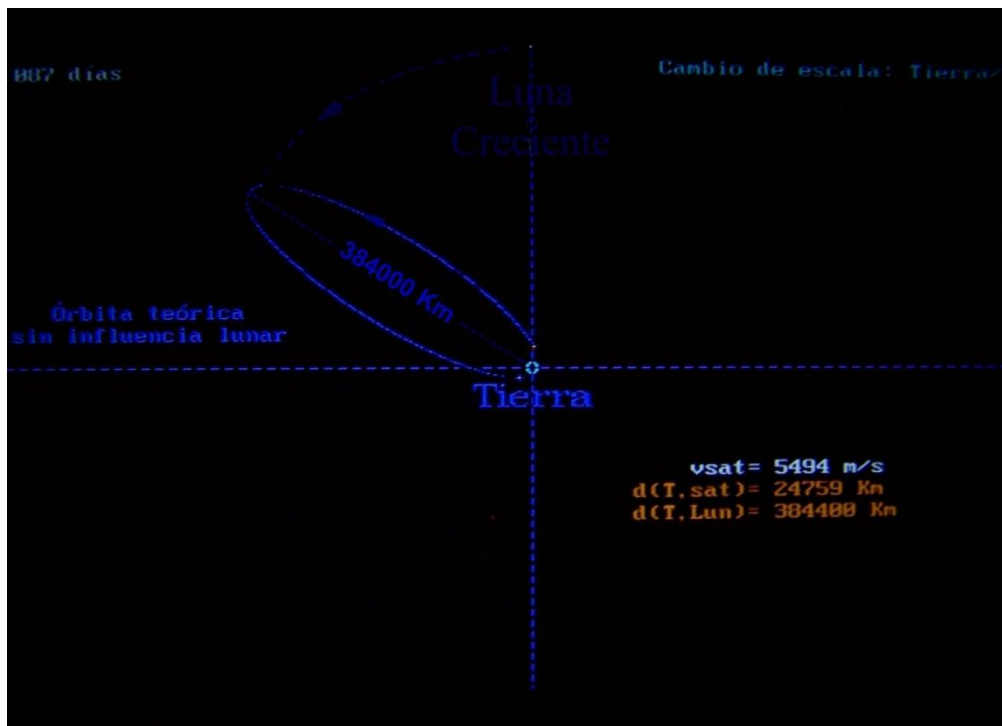 087 días
Cambio de escala: Tierra/
Luna
Creciente
384000 Km
Órbita teórica
sin influencia lunar
Tierra
vsat= 5494 m/s
d(T,sat)= 24759 Km
d(T,Lun)= 384400 Km